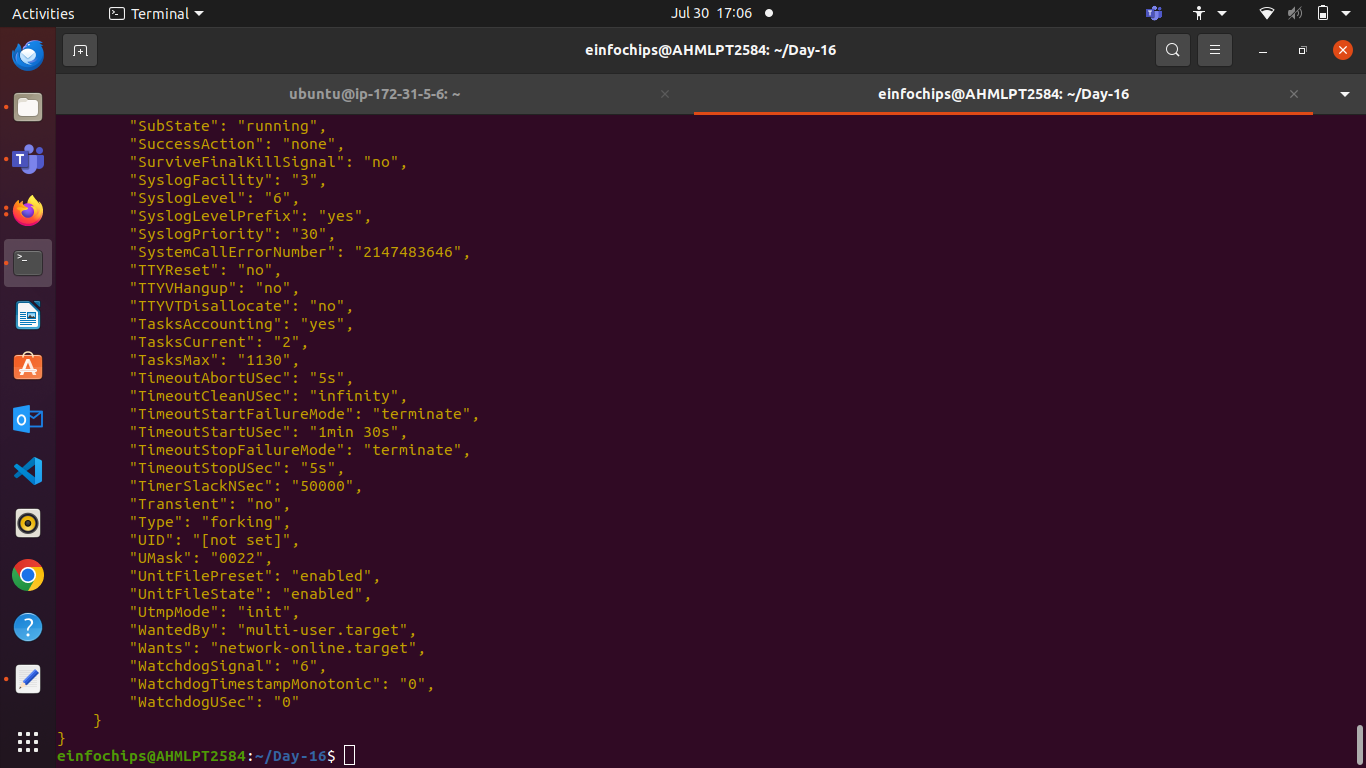 Activities Terminal Jul 30 17:06
einfochips@AHMLPT2584: ~/Day-16
ubuntu@ip-172-31-5-6: ~ einfochips@AHMLPT2584: ~/Day-16
"SubState": "running",
"SuccessAction": "none",
"SurviveFinalKillSignal": "no",
"SyslogFacility": "3",
"SyslogLevel": "6",
"SyslogLevelPrefix": "yes",
"SyslogPriority": "30",
"SystemCallErrorNumber": "2147483646",
"TTYReset": "no",
"TTYVHangup": "no",
"TTYVTDisallocate": "no",
"TasksAccounting": "yes",
"TasksCurrent": "2",
"TasksMax": "1130",
"TimeoutAbortUSec": "5s",
"TimeoutCleanUSec": "infinity",
"TimeoutStartFailureMode": "terminate",
"TimeoutStartUSec": "1min 30s",
"TimeoutStopFailureMode": "terminate",
"TimeoutStopUSec": "5s",
"TimerSlackNSec": "50000",
"Transient": "no",
"Type": "forking",
"UID": "[not set]",
"UMask": "0022",
"UnitFilePreset": "enabled",
"UnitFileState": "enabled",
"UtmpMode": "init",
"WantedBy": "multi-user.target",
"Wants": "network-online.target",
"WatchdogSignal": "6",
"WatchdogTimestampMonotonic": "0",
"WatchdogUSec": "0"
}
}
einfochips@AHMLPT2584:~/Day-16$